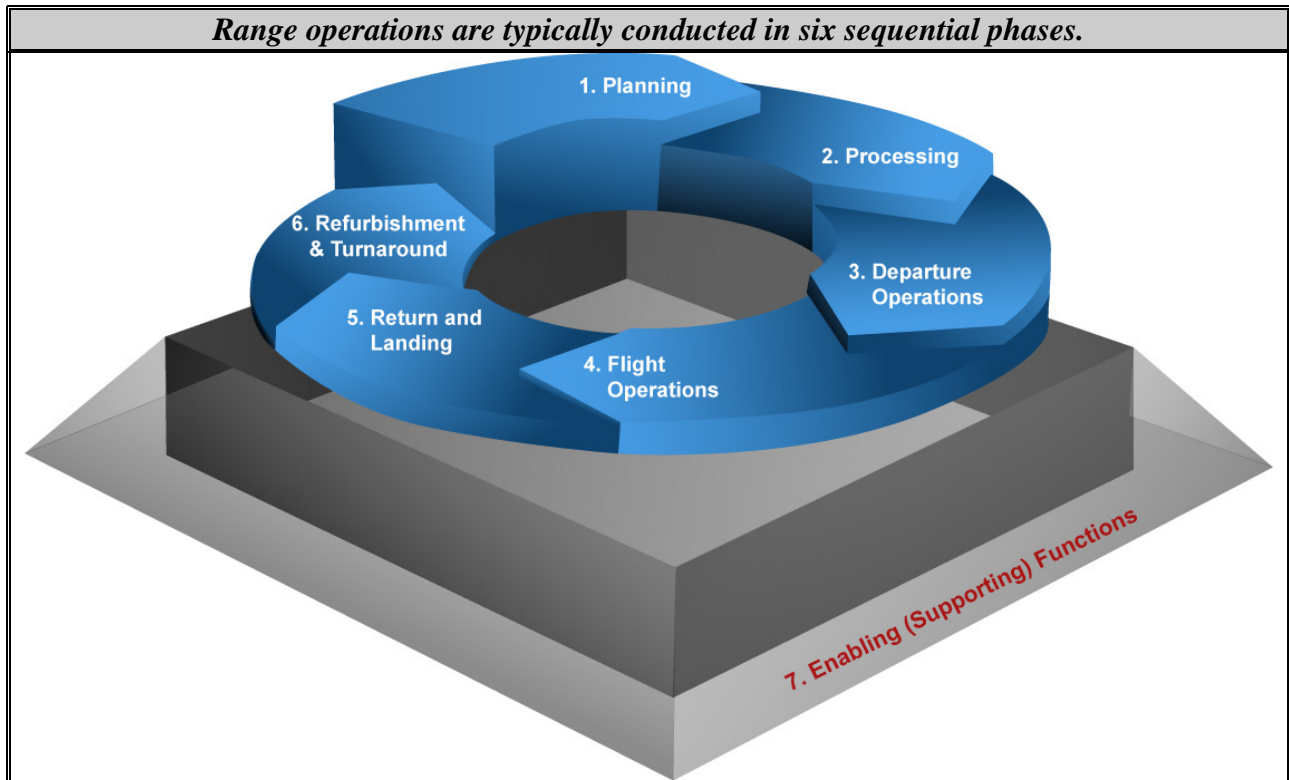 Range operations are typically conducted in six sequential phases.
1. Planning
2. Processing
3. Departure
Operations
4. Flight
Operations
5. Return and
Landing
6. Refurbishment
& Turnaround
7. Enabling (Supporting) Functions